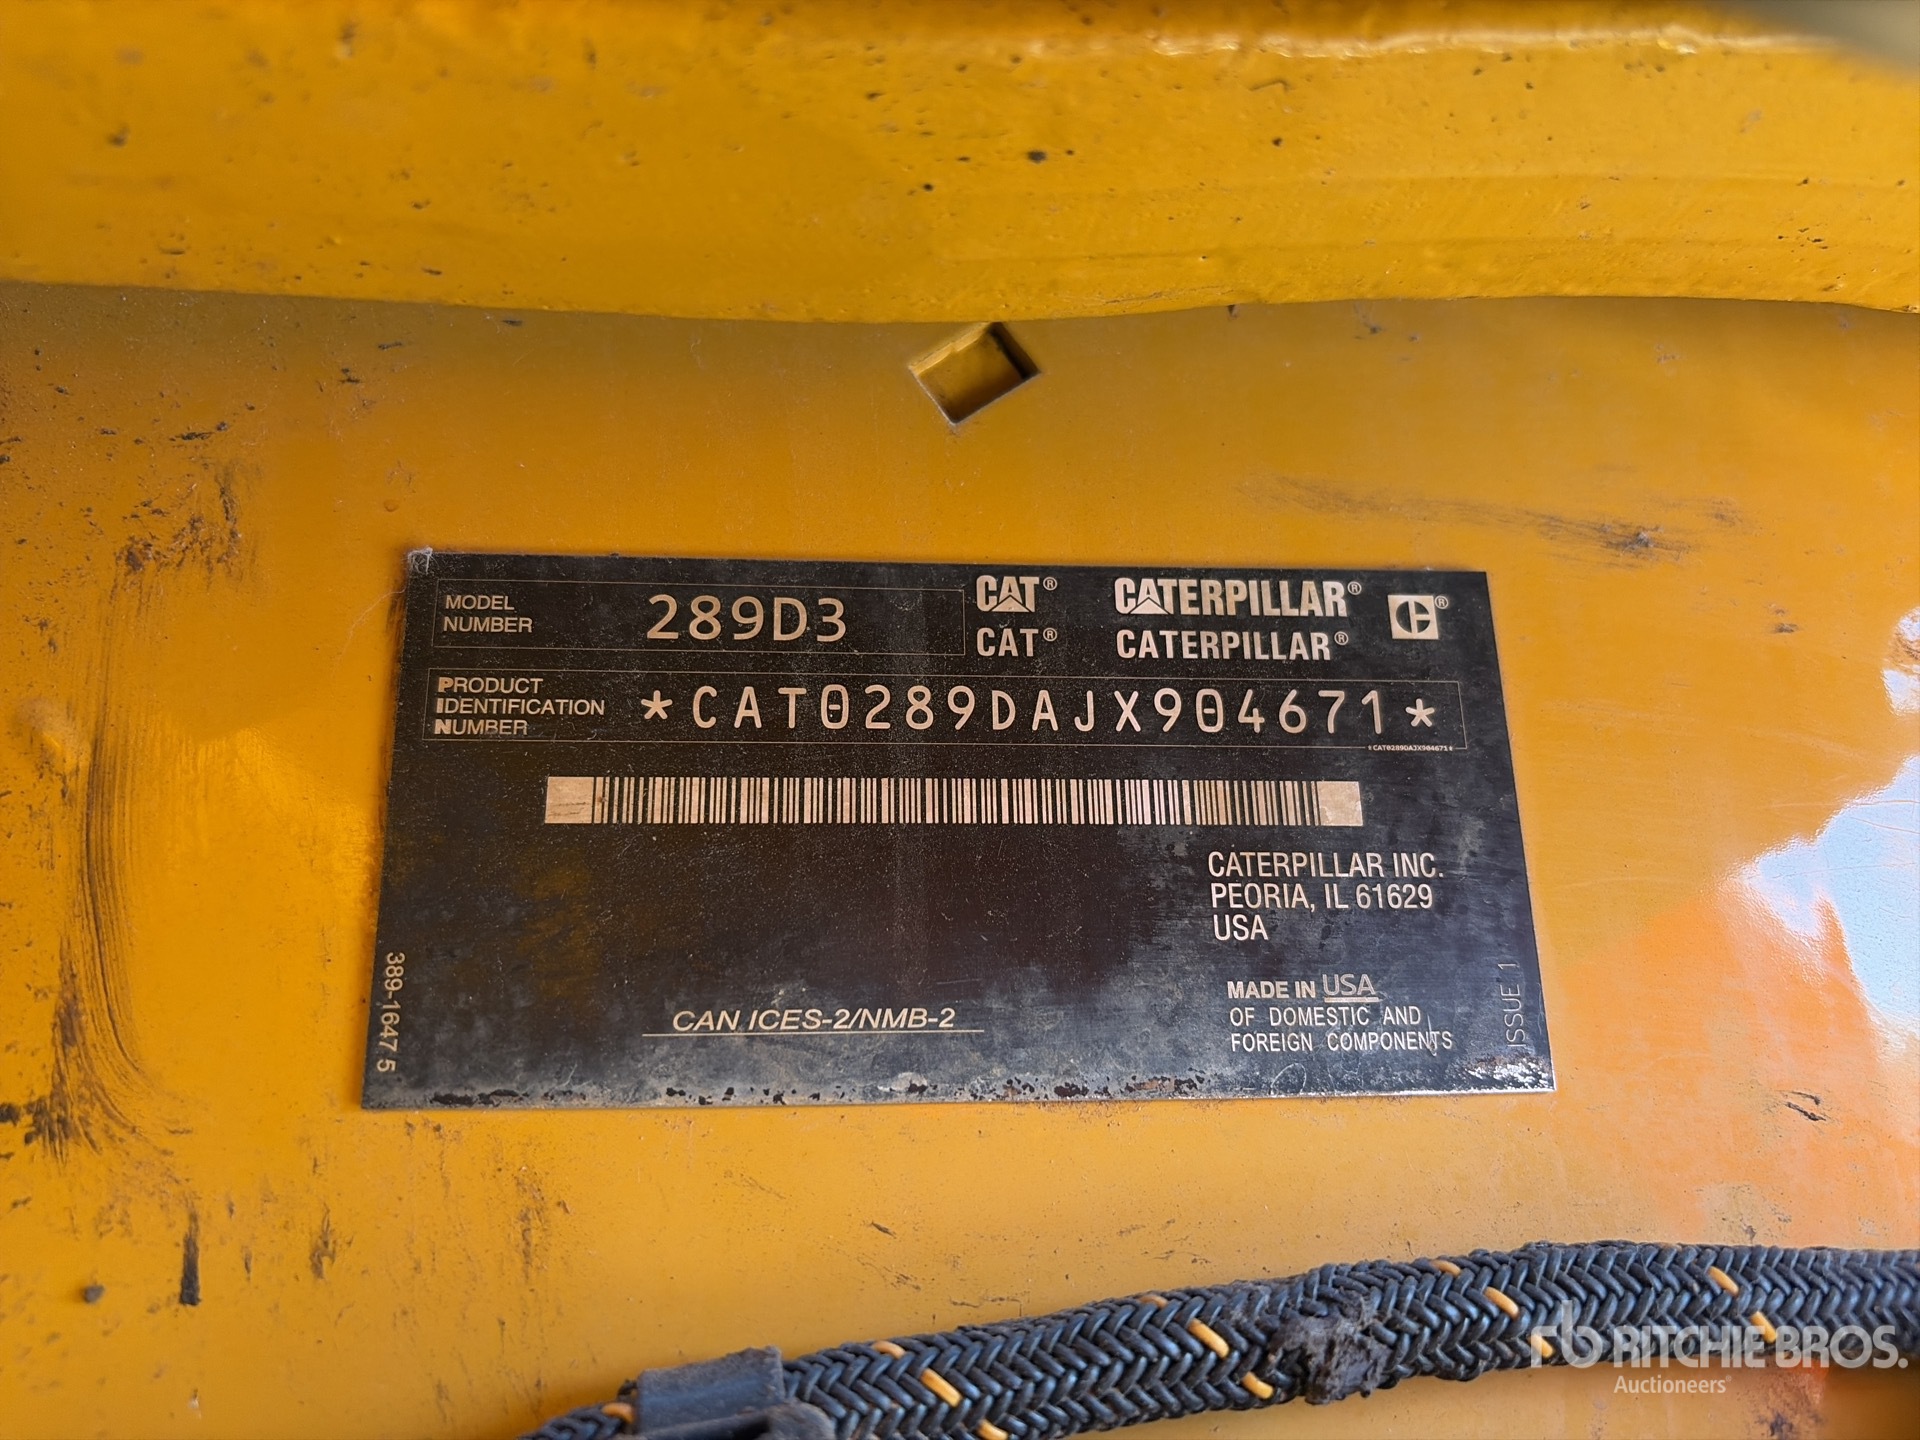 MODEL
NUMBER
289D3
CAT® CATERPILLAR® ®
CAT® CATERPILLAR®
PRODUCT
IDENTIFICATION
NUMBER
*CAT0289DAJX904671*
*CAT0289DAJX904671*
CATERPILLAR INC.
PEORIA, IL 61629
USA
MADE IN USA
OF DOMESTIC AND
FOREIGN COMPONENTS
CAN ICES-2/NMB-2
389-1647 5
ISSUE 1
rb RITCHIE BROS.
Auctioneers